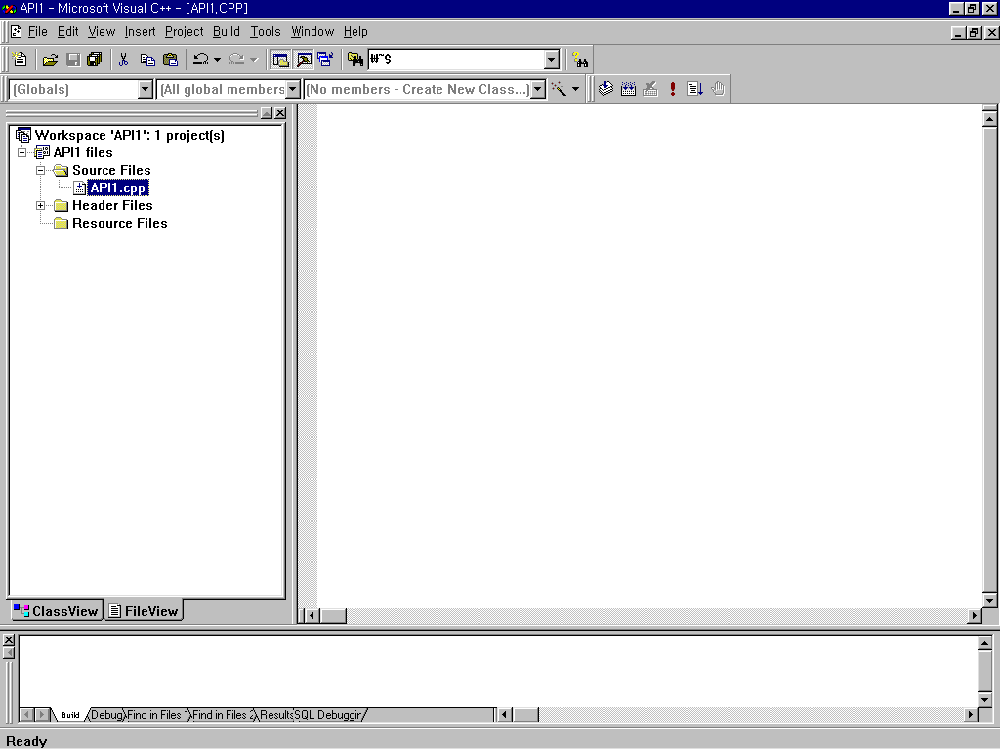 API1 - Microsoft Visual C++ - [API1.CPP]
File Edit View Insert Project Build Tools Window Help
₩~$
(Globals) (All global members (No members - Create New Class...)
Workspace 'API1': 1 project(s)
API1 files
Source Files
API1.cpp
Header Files
Resource Files
ClassView FileView
Build Debug Find in Files 1 Find in Files 2 Results SQL Debuggin
Ready